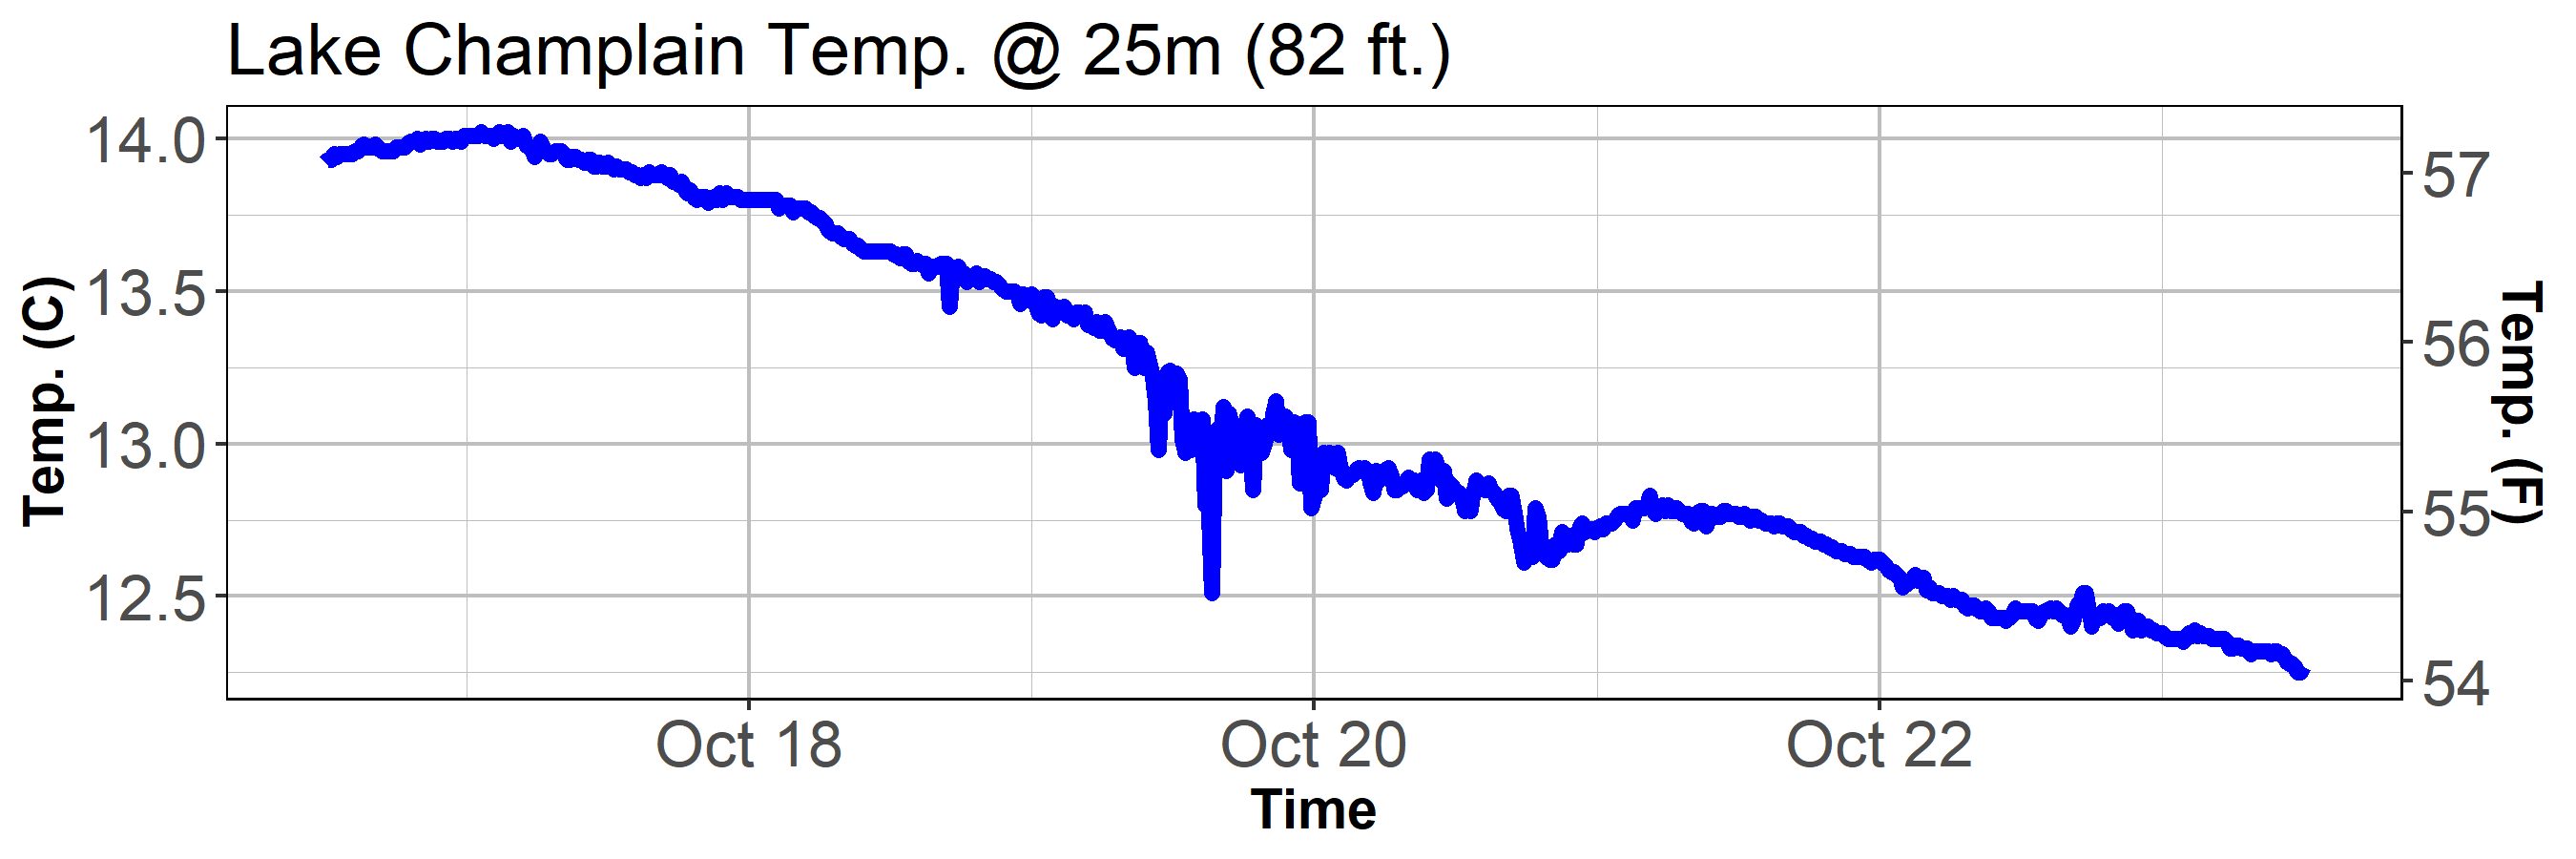 Lake Champlain Temp. @ 25m (82 ft.)
Temp. (C)
14.0
13.5
13.0
12.5
57
56
55
54
Temp. (F)
Oct 18
Oct 20
Oct 22
Time